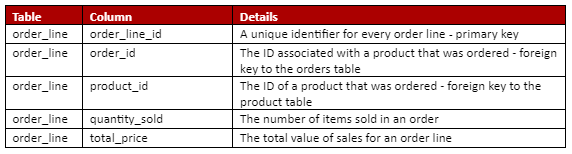 Table Column Details
order_line order_line_id A unique identifier for every order line - primary key
order_line order_id The ID associated with a product that was ordered - foreign
key to the orders table
order_line product_id The ID of a product that was ordered - foreign key to the
product table
order_line quantity_sold The number of items sold in an order
order_line total_price The total value of sales for an order line